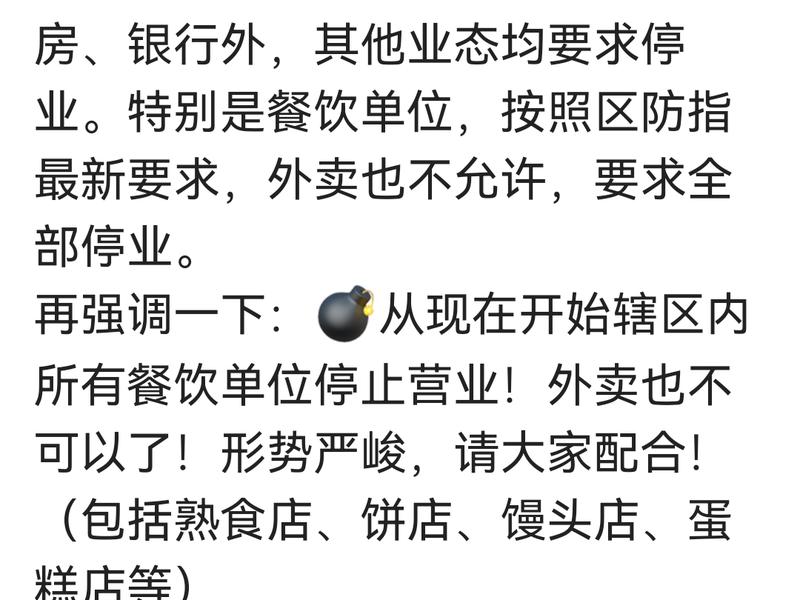 房、银行外，其他业态均要求停
业。特别是餐饮单位，按照区防指
最新要求，外卖也不允许，要求全
部停业。
再强调一下：💣从现在开始辖区内
所有餐饮单位停止营业！外卖也不
可以了！形势严峻，请大家配合！
（包括熟食店、饼店、馒头店、蛋
糕店等）